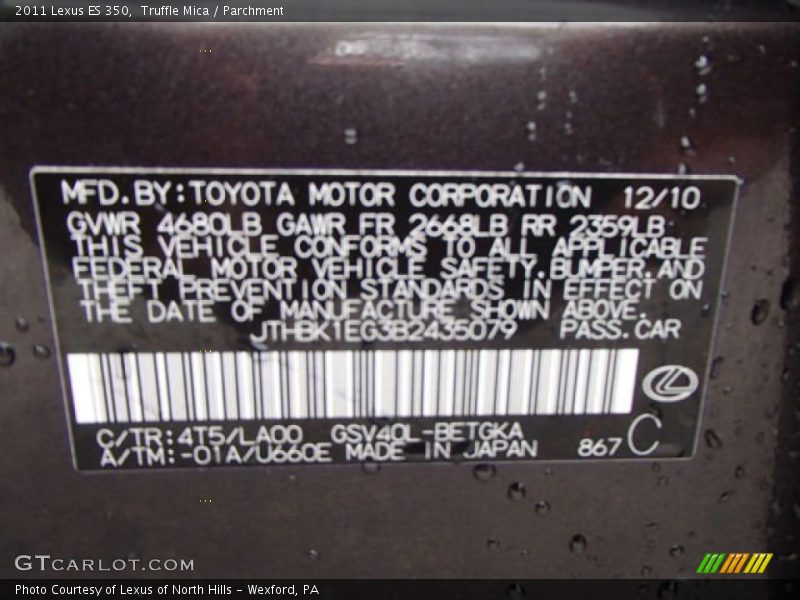 2011 Lexus ES 350,  Truffle Mica / Parchment
MFD.BY:TOYOTA MOTOR CORPORATION 12/10
GVWR 4680LB GAWR FR 2668LB RR 2359LB
THIS VEHICLE CONFORMS TO ALL APPLICABLE
FEDERAL MOTOR VEHICLE SAFETY,BUMPER,AND
THEFT PREVENTION STANDARDS IN EFFECT ON
THE DATE OF MANUFACTURE SHOWN ABOVE.
JTHBK1EG3B2435079 PASS.CAR
C/TR:4T5/LA00 GSV40L-BETGKA
A/TM:-01A/U660E MADE IN JAPAN 867 C
GTCARLOT.COM
Photo Courtesy of Lexus of North Hills - Wexford, PA